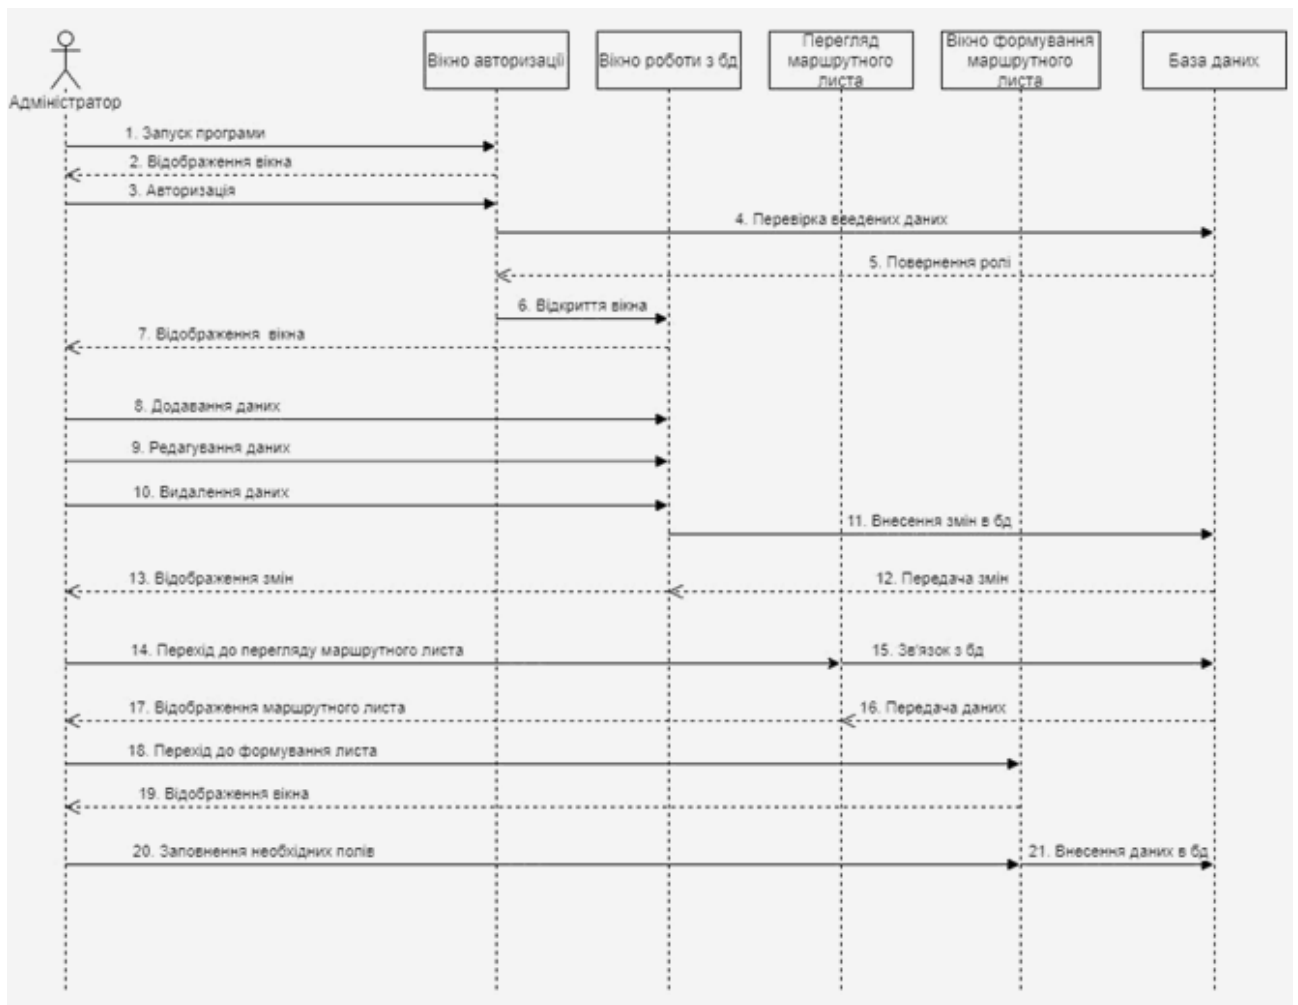 Адміністратор
Вікно авторизації
Вікно роботи з бд
Перегляд
маршрутного
листа
Вікно формування
маршрутного
листа
База даних
1. Запуск програми
2. Відображення вікна
3. Авторизація
4. Перевірка введених даних
5. Повернення ролі
6. Відкриття вікна
7. Відображення вікна
8. Додавання даних
9. Редагування даних
10. Видалення даних
11. Внесення змін в бд
13. Відображення змін
12. Передача змін
14. Перехід до перегляду маршрутного листа
15. Зв'язок з бд
17. Відображення маршрутного листа
16. Передача даних
18. Перехід до формування листа
19. Відображення вікна
20. Заповнення необхідних полів
21. Внесення даних в бд